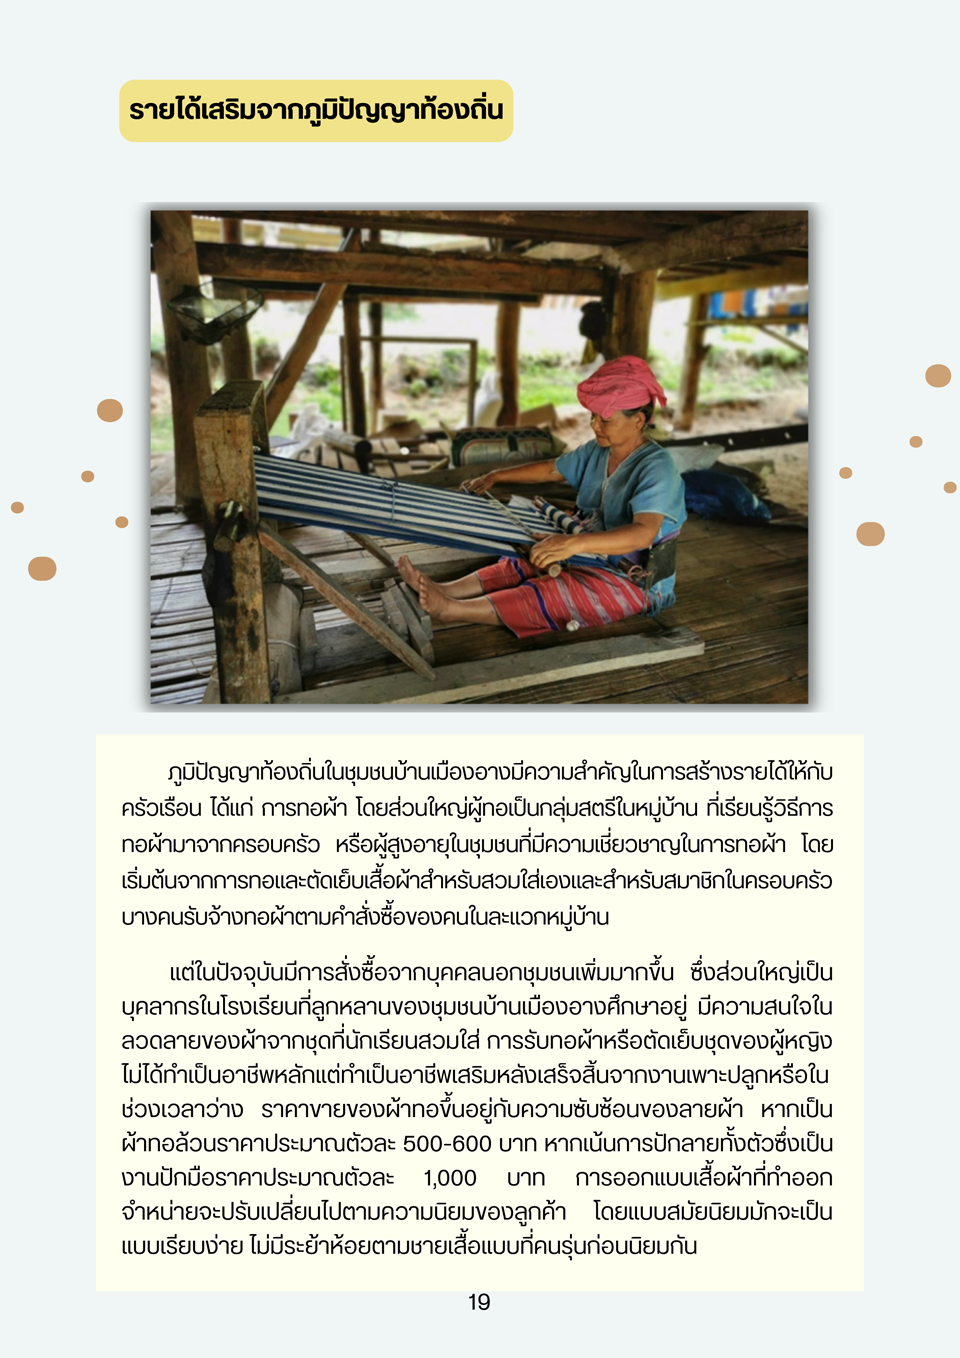 รายได้เสริมจากภูมิปัญญาท้องถิ่น
ภูมิปัญญาท้องถิ่นในชุมชนบ้านเมืองอางมีความสำคัญในการสร้างรายได้ให้กับ
ครัวเรือน ได้แก่ การทอผ้า โดยส่วนใหญ่ผู้ทอเป็นกลุ่มสตรีในหมู่บ้าน ที่เรียนรู้วิธีการ
ทอผ้ามาจากครอบครัว หรือผู้สูงอายุในชุมชนที่มีความเชี่ยวชาญในการทอผ้า โดย
เริ่มต้นจากการทอและตัดเย็บเสื้อผ้าสำหรับสวมใส่เองและสำหรับสมาชิกในครอบครัว
บางคนรับจ้างทอผ้าตามคำสั่งซื้อของคนในละแวกหมู่บ้าน
แต่ในปัจจุบันมีการสั่งซื้อจากบุคคลนอกชุมชนเพิ่มมากขึ้น ซึ่งส่วนใหญ่เป็น
บุคลากรในโรงเรียนที่ลูกหลานของชุมชนบ้านเมืองอางศึกษาอยู่ มีความสนใจใน
ลวดลายของผ้าจากชุดที่นักเรียนสวมใส่ การรับทอผ้าหรือตัดเย็บชุดของผู้หญิง
ไม่ได้ทำเป็นอาชีพหลักแต่ทำเป็นอาชีพเสริมหลังเสร็จสิ้นจากงานเพาะปลูกหรือใน
ช่วงเวลาว่าง ราคาขายของผ้าทอขึ้นอยู่กับความซับซ้อนของลายผ้า หากเป็น
ผ้าทอล้วนราคาประมาณตัวละ 500-600 บาท หากเน้นการปักลายทั้งตัวซึ่งเป็น
งานปักมือราคาประมาณตัวละ 1,000 บาท การออกแบบเสื้อผ้าที่ทำออก
จำหน่ายจะปรับเปลี่ยนไปตามความนิยมของลูกค้า โดยแบบสมัยนิยมมักจะเป็น
แบบเรียบง่าย ไม่มีระย้าห้อยตามชายเสื้อแบบที่คนรุ่นก่อนนิยมกัน
19